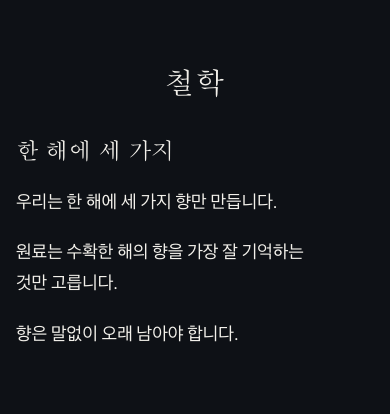 철학
한 해에 세 가지
우리는 한 해에 세 가지 향만 만듭니다.
원료는 수확한 해의 향을 가장 잘 기억하는
것만 고릅니다.
향은 말없이 오래 남아야 합니다.